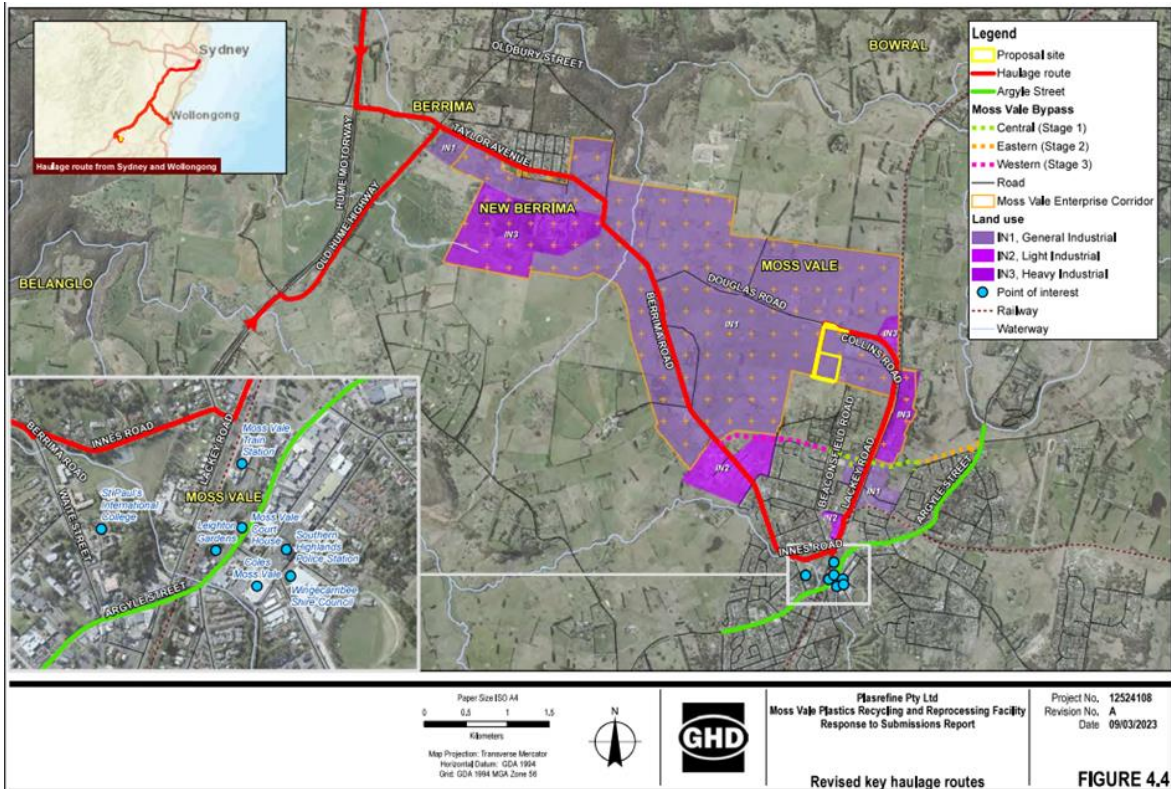 Sydney
Wollongong
Haulage route from Sydney and Wollongong
OLDBURY STREET
BOWRAL
BERRIMA
TAYLOR AVENUE
IN1
HUME MOTORWAY
OLD HUME HIGHWAY
NEW BERRIMA
IN3
BELANGLO
MOSS VALE
DOUGLAS ROAD
BERRIMA ROAD
IN1
IN3
COLLINS ROAD
IN3
BEACONSFIELD ROAD
LACKEY ROAD
IN2
IN1
ARGYLE STREET
IN2
INNES ROAD
Legend
Proposal site
Haulage route
Argyle Street
Moss Vale Bypass
Central (Stage 1)
Eastern (Stage 2)
Western (Stage 3)
Road
Moss Vale Enterprise Corridor
Land use
IN1, General Industrial
IN2, Light Industrial
IN3, Heavy Industrial
Point of interest
Railway
Waterway
BERRIMA ROAD
INNES ROAD
LACKEY ROAD
Moss Vale
Train
Station
WAITE STREET
St Paul's
International
College
MOSS VALE
Leighton
Gardens
Moss Vale
Court
House
Southern
Highlands
Police Station
Coles
Moss Vale
Wingecarribee
Shire Council
ARGYLE STREET
Paper Size ISO A4
0 0.5 1 1.5
Kilometers
Map Projection: Transverse Mercator
Horizontal Datum: GDA 1994
Grid: GDA 1994 MGA Zone 56
N
GHD
Plasrefine Pty Ltd
Moss Vale Plastics Recycling and Reprocessing Facility
Response to Submissions Report
Revised key haulage routes
Project No. 12524108
Revision No. A
Date 09/03/2023
FIGURE 4.4